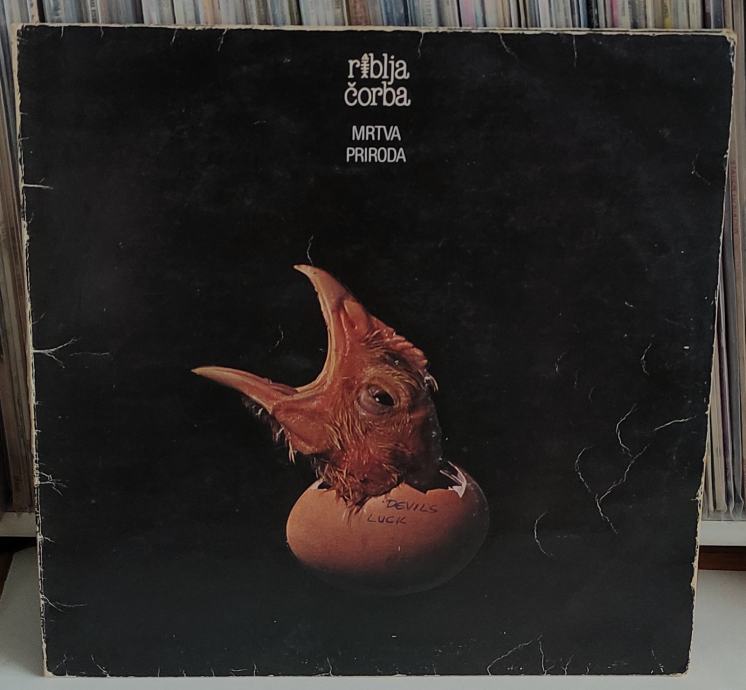 riblja
čorba
MRTVA
PRIRODA
DEVILS
LUCK